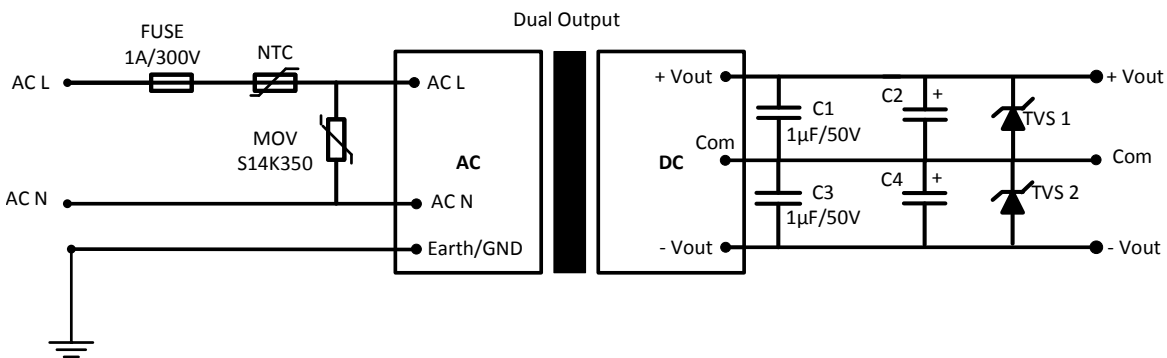 Dual Output
FUSE
1A/300V
NTC
AC L
AC L
MOV
S14K350
AC
AC N
AC N
Earth/GND
+ Vout
Com
DC
- Vout
C1
1µF/50V
C2
+
C3
1µF/50V
C4
+
TVS 1
TVS 2
+ Vout
Com
- Vout